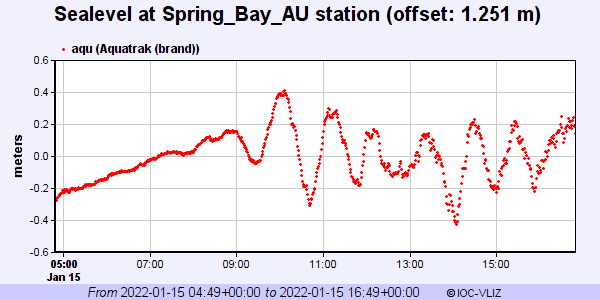 Sealevel at Spring_Bay_AU station (offset: 1.251 m)
aqu (Aquatrak (brand))
0.6
0.4
0.2
0.0
-0.2
-0.4
-0.6
meters
05:00 07:00 09:00 11:00 13:00 15:00
Jan 15
From 2022-01-15 04:49+00:00 to 2022-01-15 16:49+00:00 © IOC-VLIZ